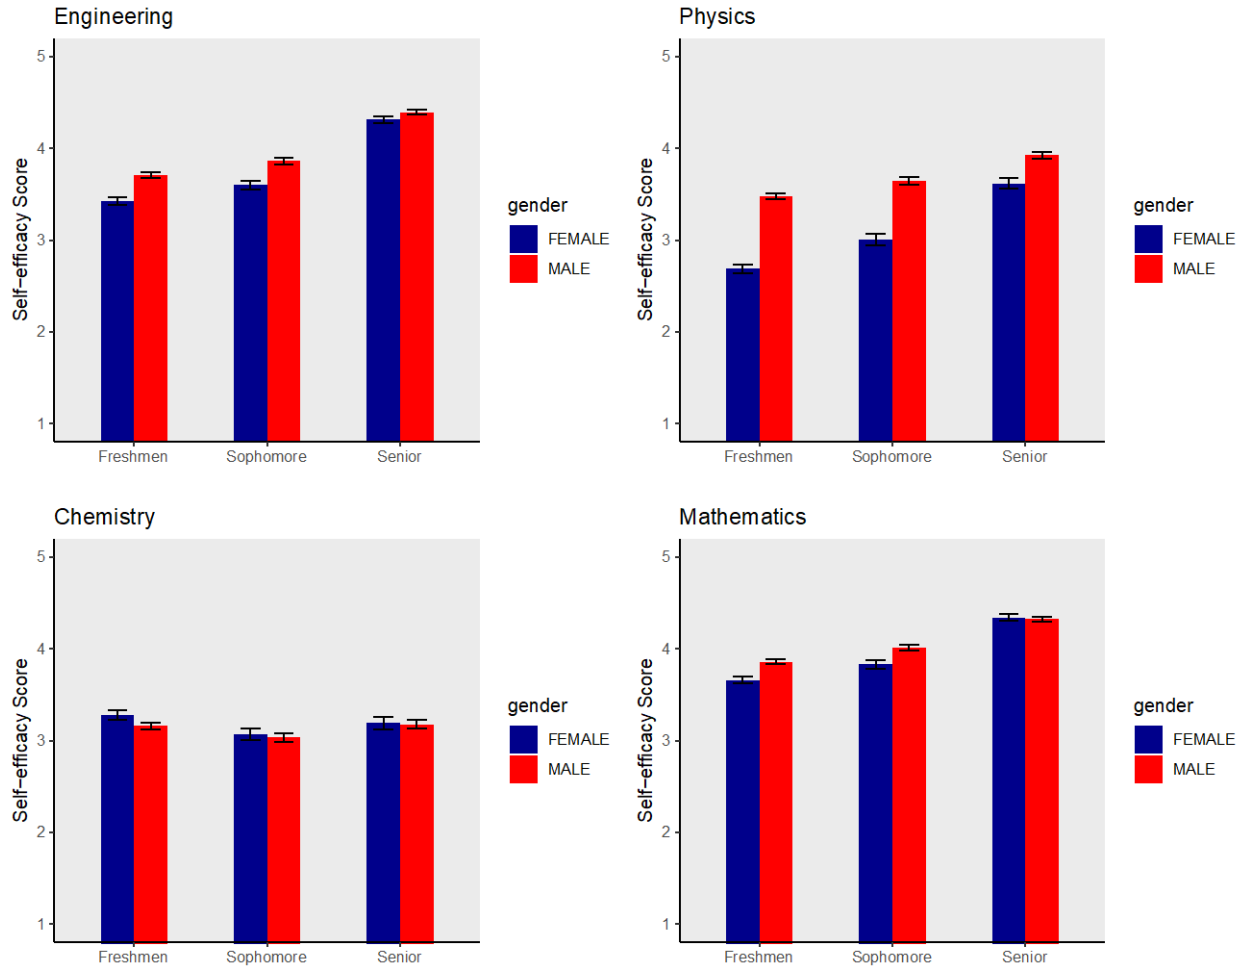 Engineering
5
4
3
2
1
Self-efficacy Score
Freshmen Sophomore Senior
gender
FEMALE
MALE
Physics
5
4
3
2
1
Self-efficacy Score
Freshmen Sophomore Senior
gender
FEMALE
MALE
Chemistry
5
4
3
2
1
Self-efficacy Score
Freshmen Sophomore Senior
gender
FEMALE
MALE
Mathematics
5
4
3
2
1
Self-efficacy Score
Freshmen Sophomore Senior
gender
FEMALE
MALE